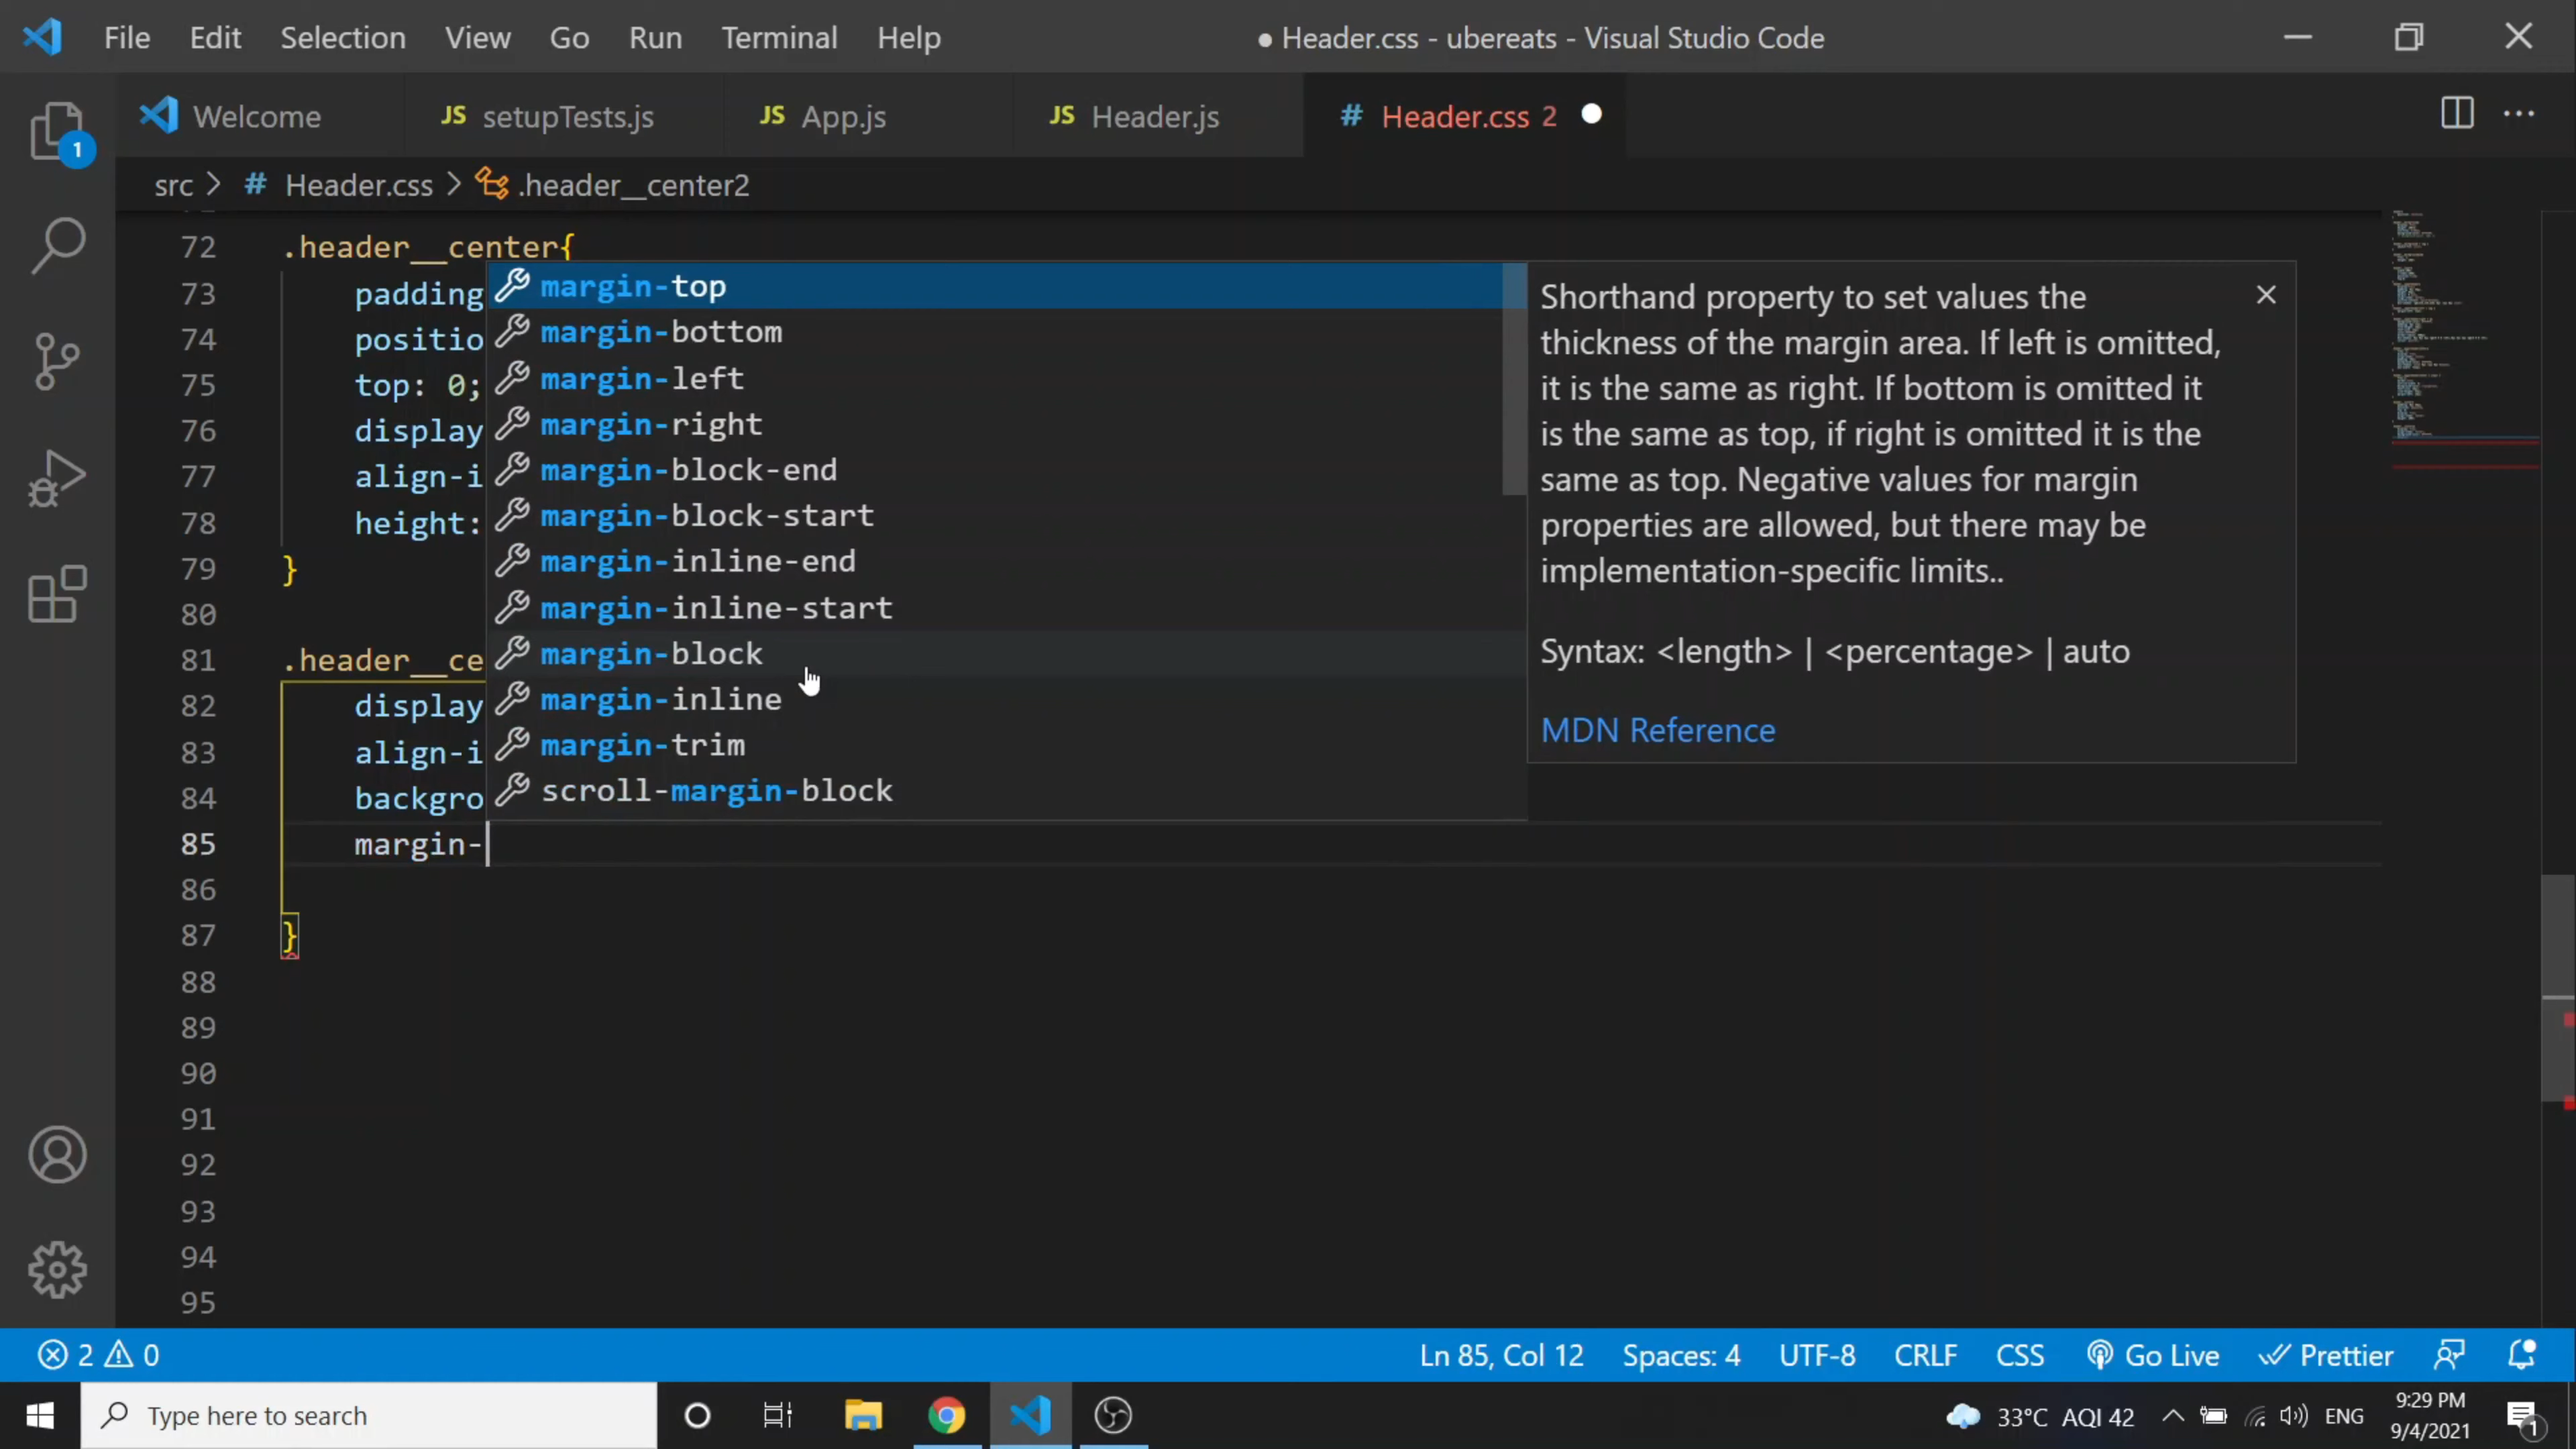 File Edit Selection View Go Run Terminal Help ● Header.css - ubereats - Visual Studio Code
Welcome JS setupTests.js JS App.js JS Header.js # Header.css 2
1
src > # Header.css > .header__center2
72 .header__center{
73 padding
74 positio
75 top: 0;
76 display
77 align-i
78 height:
79 }
80
81 .header__ce
82 display
83 align-i
84 backgro
85 margin-
86
87 }
88
89
90
91
92
93
94
95
margin-top
margin-bottom
margin-left
margin-right
margin-block-end
margin-block-start
margin-inline-end
margin-inline-start
margin-block
margin-inline
margin-trim
scroll-margin-block
Shorthand property to set values the
thickness of the margin area. If left is omitted,
it is the same as right. If bottom is omitted it
is the same as top, if right is omitted it is the
same as top. Negative values for margin
properties are allowed, but there may be
implementation-specific limits..
Syntax: <length> | <percentage> | auto
MDN Reference
2 0 Ln 85, Col 12 Spaces: 4 UTF-8 CRLF CSS Go Live Prettier
Type here to search 33°C AQI 42 ENG 9:29 PM
9/4/2021 1